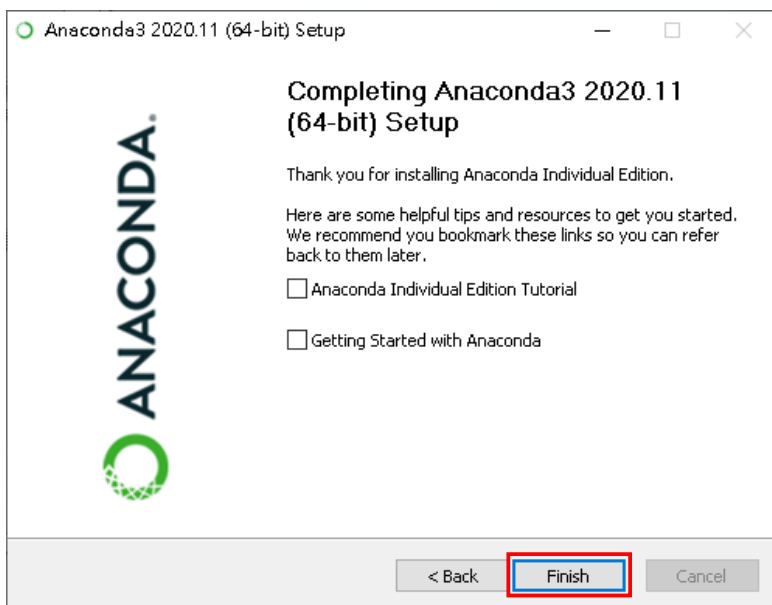 Anaconda3 2020.11 (64-bit) Setup
ANACONDA.
Completing Anaconda3 2020.11
(64-bit) Setup
Thank you for installing Anaconda Individual Edition.
Here are some helpful tips and resources to get you started.
We recommend you bookmark these links so you can refer
back to them later.
Anaconda Individual Edition Tutorial
Getting Started with Anaconda
< Back
Finish
Cancel